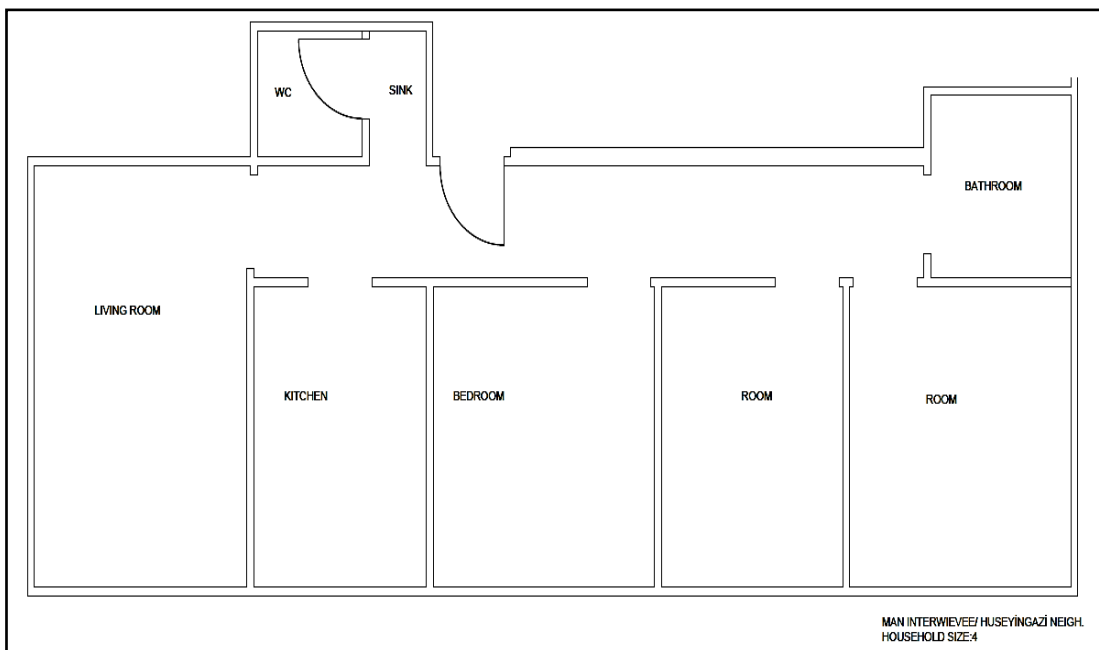 WC
SINK
BATHROOM
LIVING ROOM
KITCHEN
BEDROOM
ROOM
ROOM
MAN INTERWIEVEE/ HUSEYİNGAZİ NEIGH.
HOUSEHOLD SIZE:4